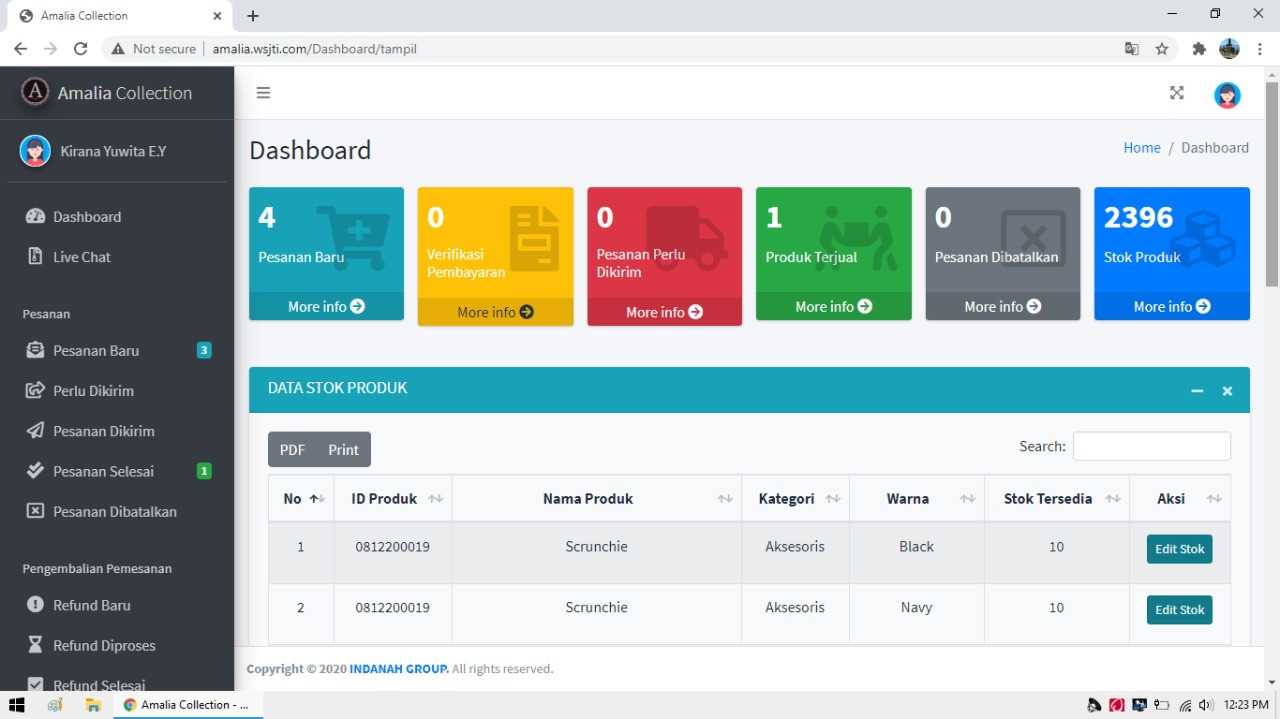 Amalia Collection
Not secure
amalia.wsjti.com/Dashboard/tampil
A
Amalia Collection
Kirana Yuwita E.Y
Dashboard
Live Chat
Pesanan
Pesanan Baru 3
Perlu Dikirim
Pesanan Dikirim
Pesanan Selesai 1
Pesanan Dibatalkan
Pengembalian Pemesanan
Refund Baru
Refund Diproses
Refund Selesai
Dashboard
Home / Dashboard
4
Pesanan Baru
More info
0
Verifikasi
Pembayaran
More info
0
Pesanan Perlu
Dikirim
More info
1
Produk Terjual
More info
0
Pesanan Dibatalkan
More info
2396
Stok Produk
More info
DATA STOK PRODUK
PDF Print
Search:
No ID Produk Nama Produk Kategori Warna Stok Tersedia Aksi
1 0812200019 Scrunchie Aksesoris Black 10 Edit Stok
2 0812200019 Scrunchie Aksesoris Navy 10 Edit Stok
Copyright © 2020 INDANAH GROUP. All rights reserved.
Amalia Collection - ...
12:23 PM